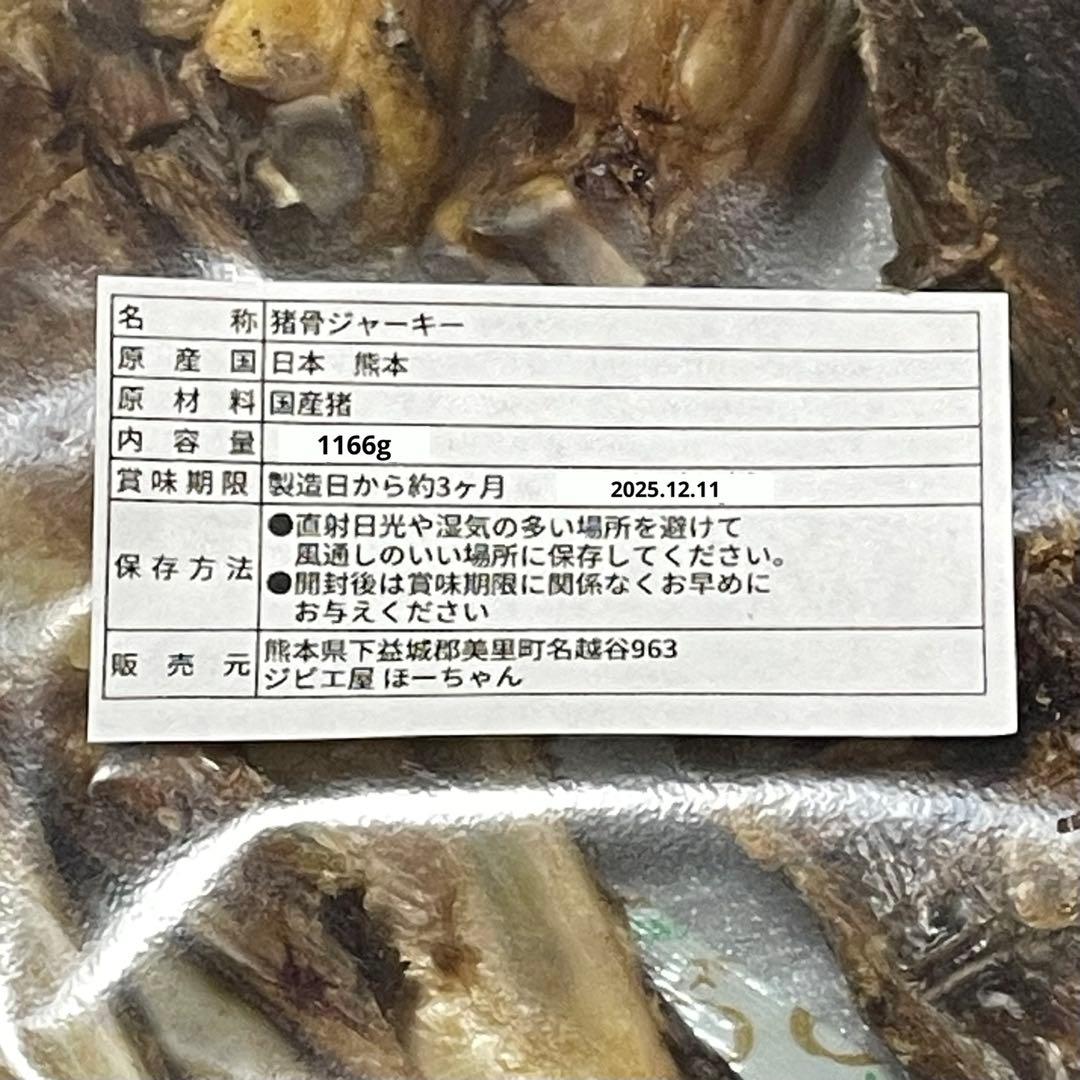 名称 猪骨ジャーキー
原産国 日本 熊本
原材料 国産猪
内容量 1166g
賞味期限 製造日から約3ヶ月 2025.12.11
保存方法 ●直射日光や湿気の多い場所を避けて
風通しのいい場所に保存してください。
●開封後は賞味期限に関係なくお早めに
お与えください
販売元 熊本県下益城郡美里町名越谷963
ジビエ屋 ほーちゃん